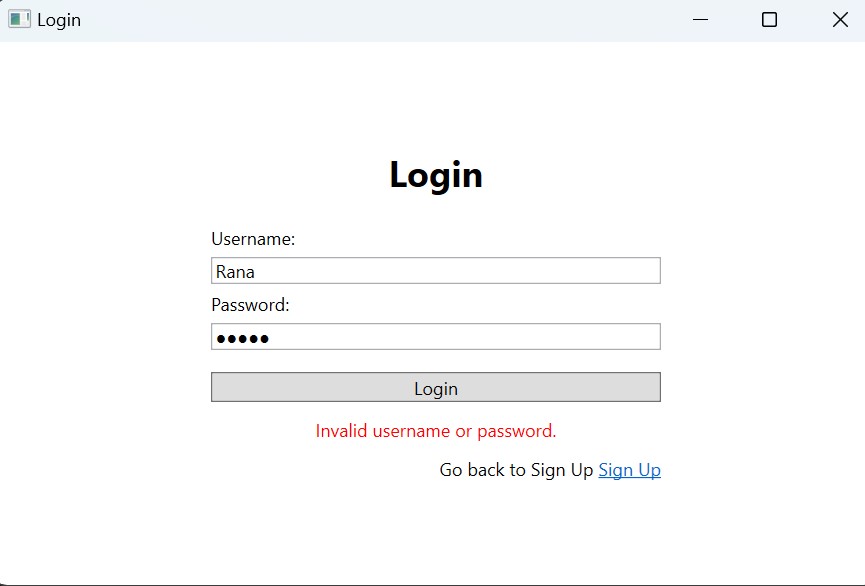 Login
Login
Username:
Rana
Password:
●●●●●
Login
Invalid username or password.
Go back to Sign Up Sign Up